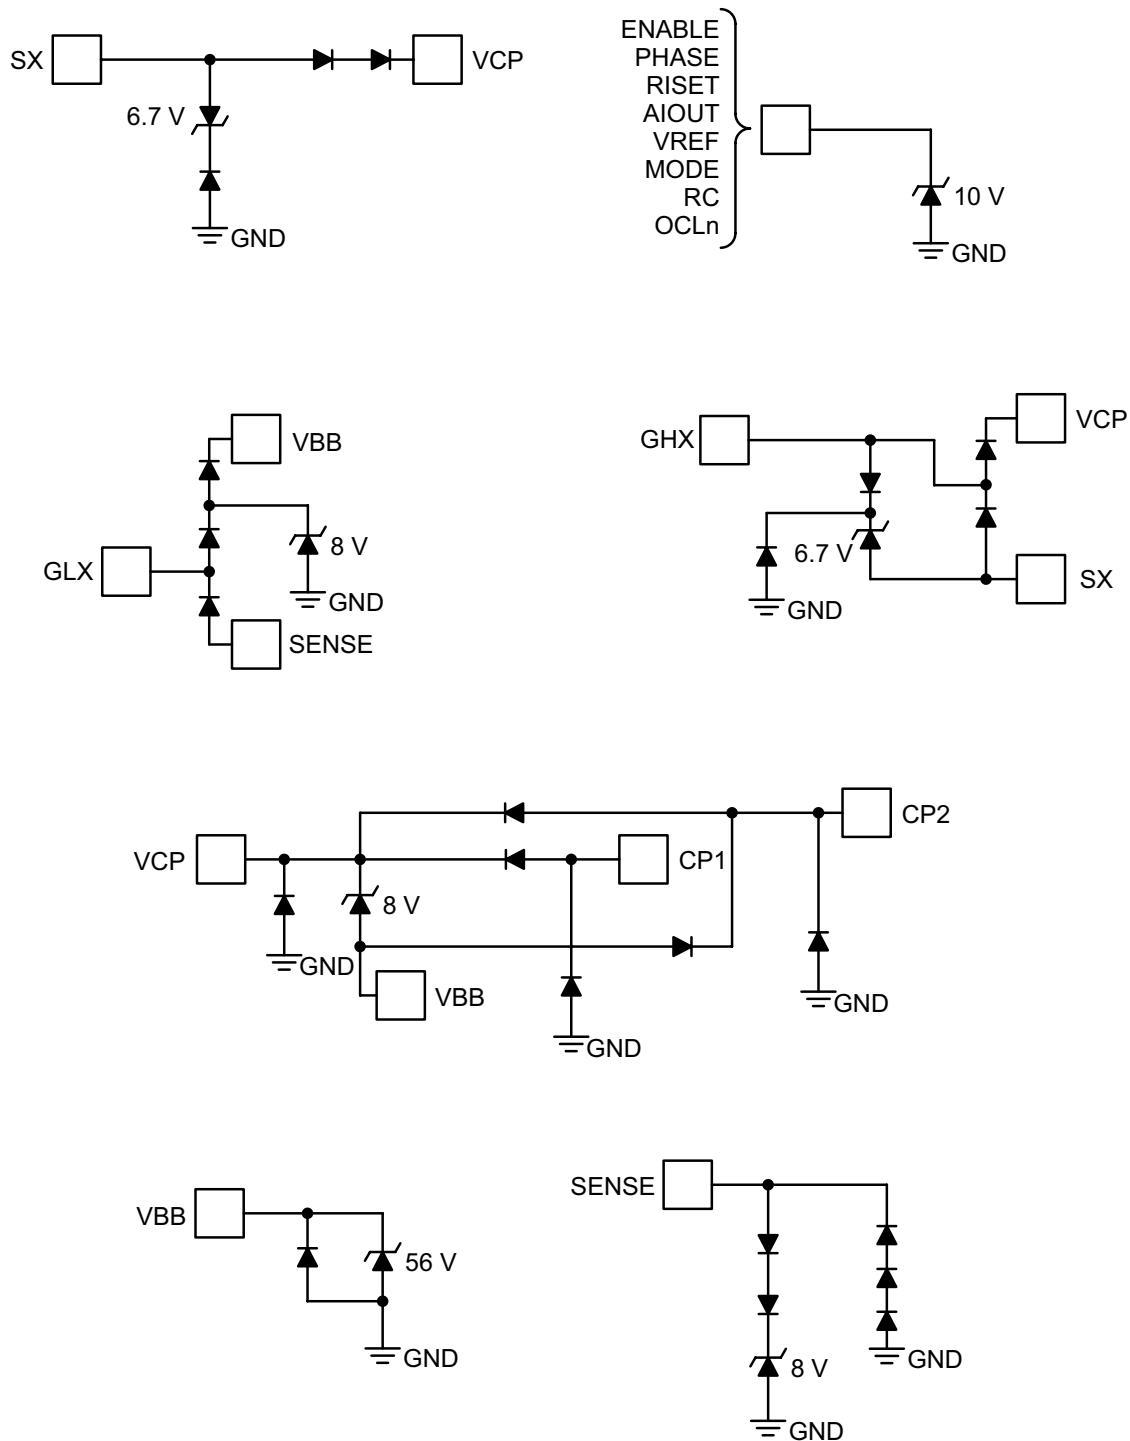 SX
VCP
6.7 V
GND
ENABLE
PHASE
RISET
AIOUT
VREF
MODE
RC
OCLn
10 V
GND
VBB
8 V
GLX
GND
SENSE
GHX
VCP
6.7 V
SX
GND
CP2
VCP
CP1
8 V
GND
VBB
GND
GND
VBB
56 V
GND
SENSE
8 V
GND
GND